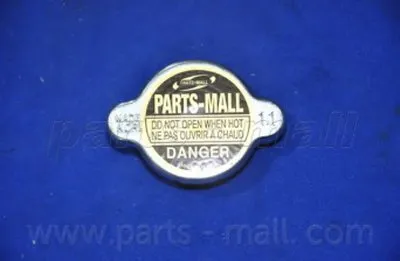 PARTS-MALL
PARTS-MALL
DO NOT OPEN WHEN HOT
NE PAS OUVRIR À CHAUD
DANGER
1.1
www.parts-mall.com